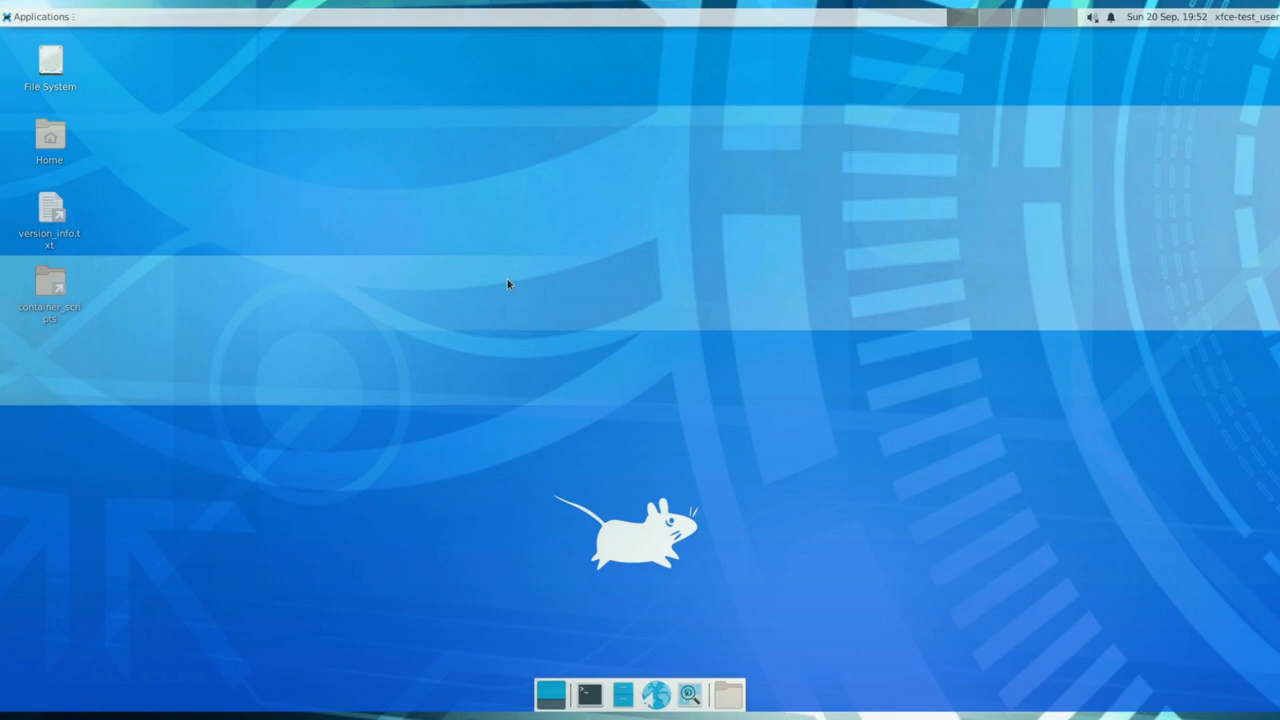 Applications
Sun 20 Sep, 19:52 xfce-test_user
File System
Home
version_info.t
xt
container_scri
pts